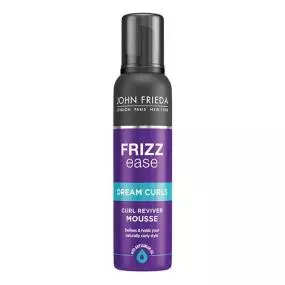 JOHN FRIEDA
LONDON PARIS NEW YORK
FRIZZ
ease
DREAM CURLS
CURL REVIVER
MOUSSE
Defines & holds your
naturally curly style